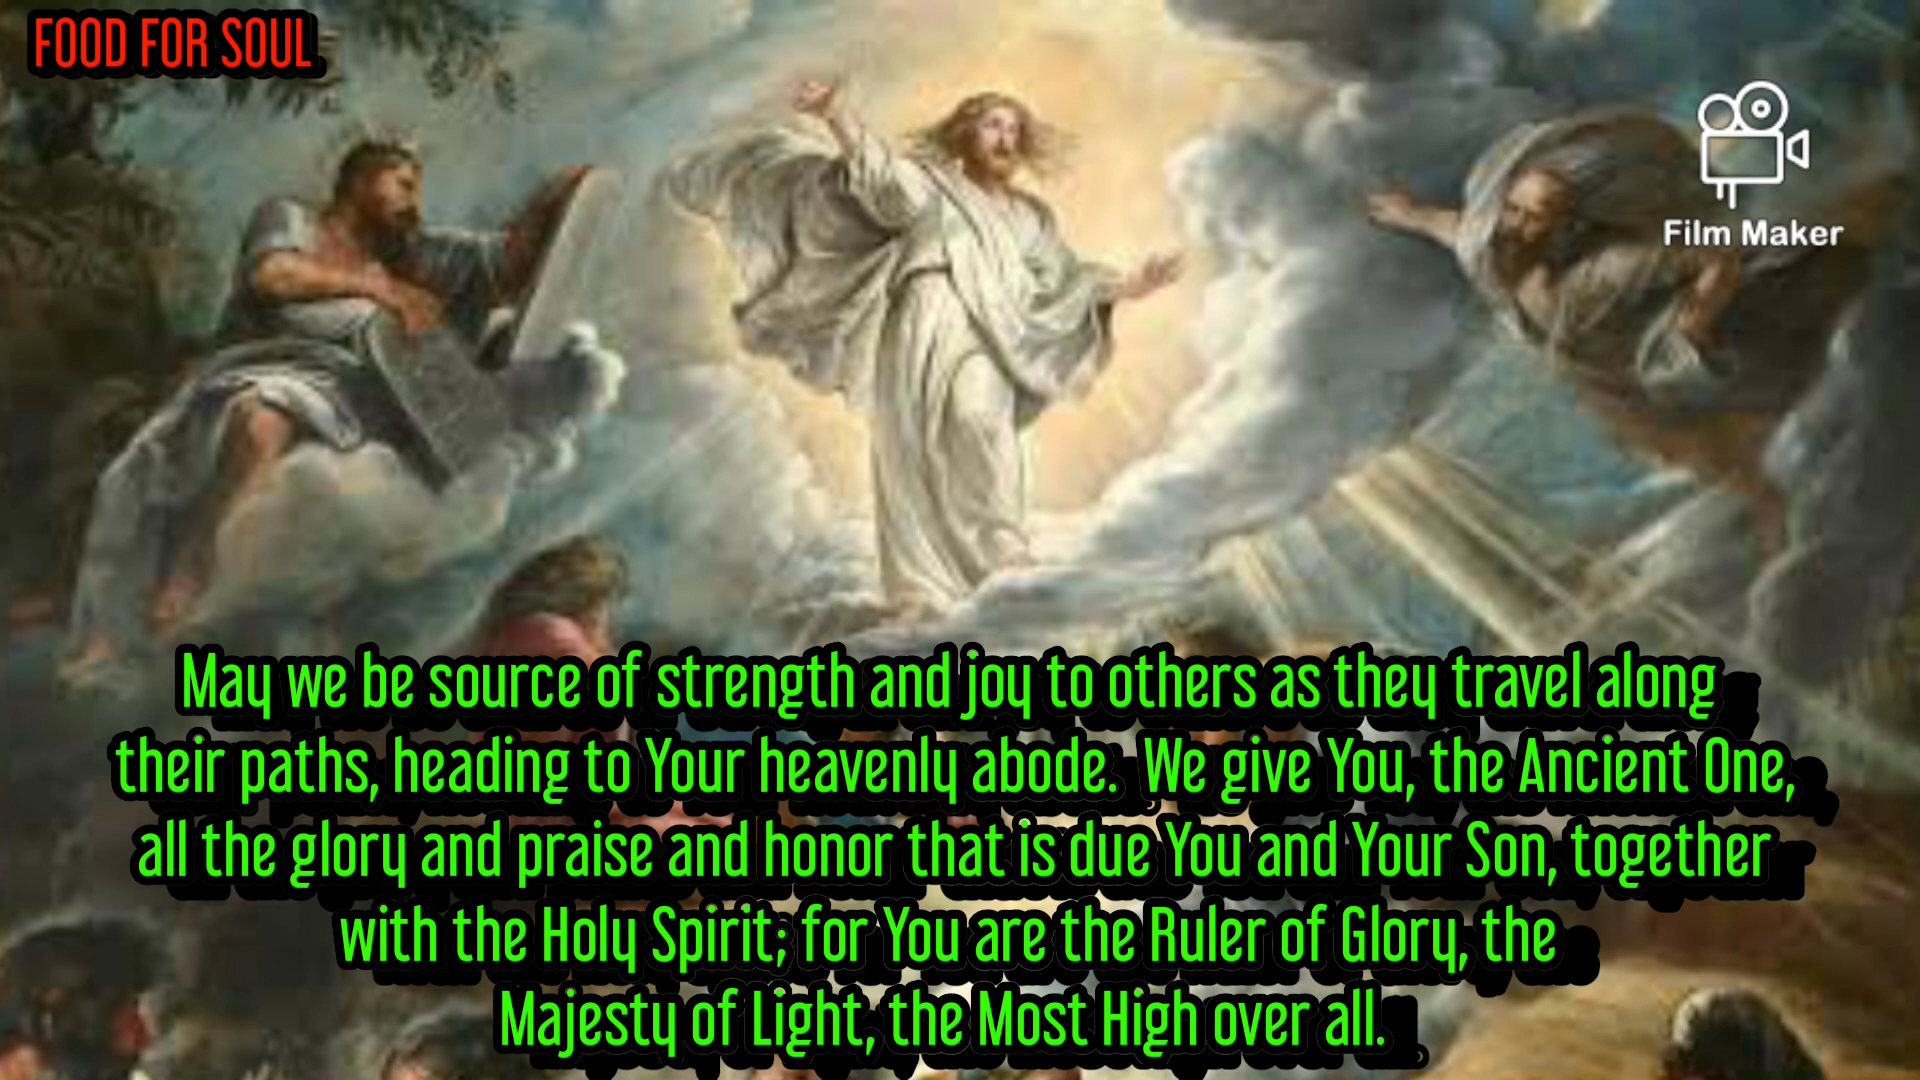 FOOD FOR SOUL
Film Maker
May we be source of strength and joy to others as they travel along
their paths, heading to Your heavenly abode. We give You, the Ancient One,
all the glory and praise and honor that is due You and Your Son, together
with the Holy Spirit; for You are the Ruler of Glory, the
Majesty of Light, the Most High over all.